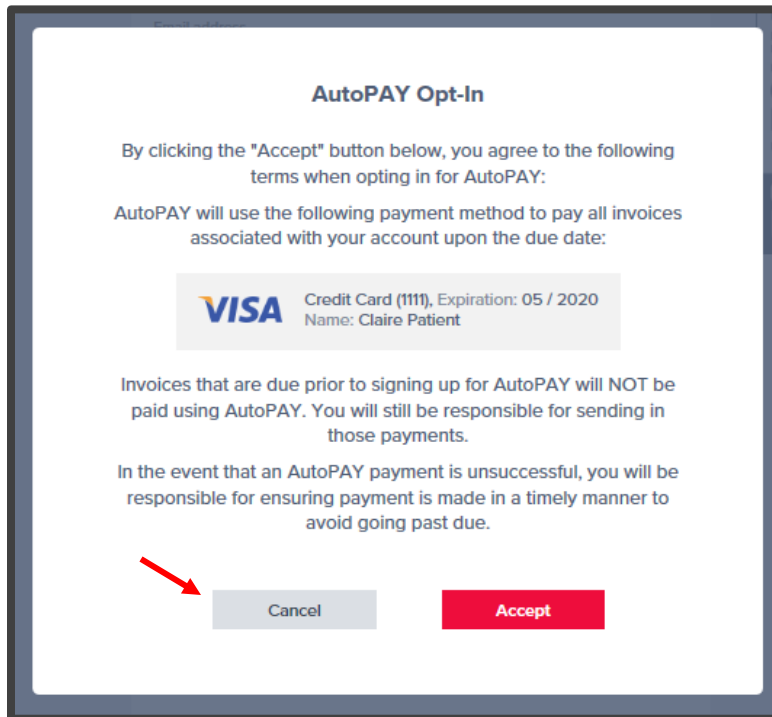 Email address
AutoPAY Opt-In
By clicking the "Accept" button below, you agree to the following
terms when opting in for AutoPAY:
AutoPAY will use the following payment method to pay all invoices
associated with your account upon the due date:
VISA
Credit Card (1111), Expiration: 05 / 2020
Name: Claire Patient
Invoices that are due prior to signing up for AutoPAY will NOT be
paid using AutoPAY. You will still be responsible for sending in
those payments.
In the event that an AutoPAY payment is unsuccessful, you will be
responsible for ensuring payment is made in a timely manner to
avoid going past due.
Cancel
Accept